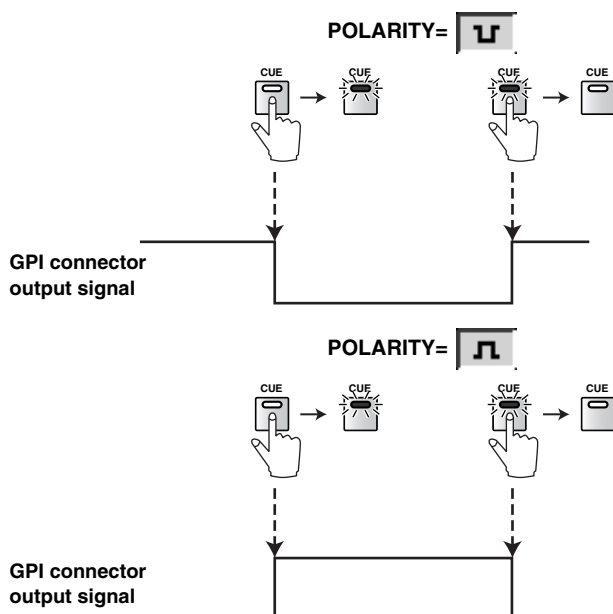 POLARITY=
CUE CUE CUE CUE
GPI connector
output signal
POLARITY=
CUE CUE CUE CUE
GPI connector
output signal